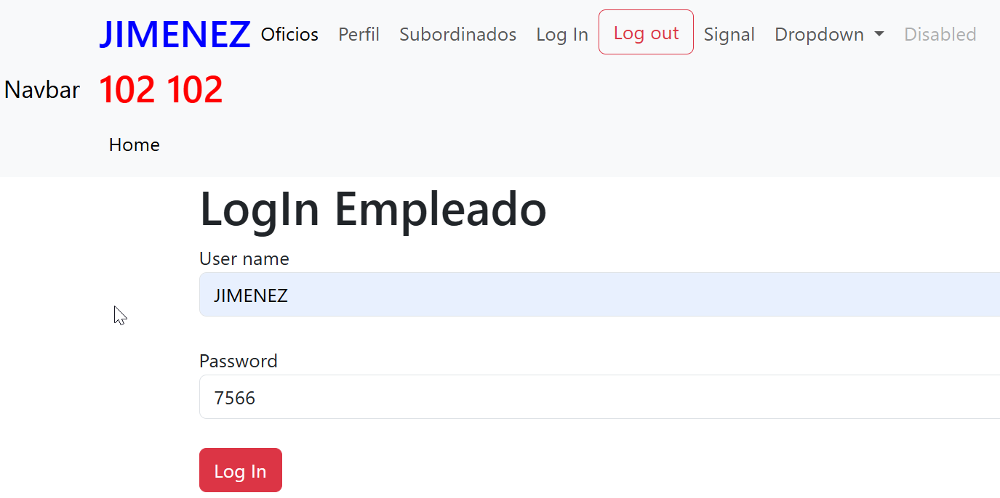 JIMENEZ Oficios Perfil Subordinados Log In Log out Signal Dropdown Disabled
Navbar 102 102
Home
LogIn Empleado
User name
JIMENEZ
Password
7566
Log In